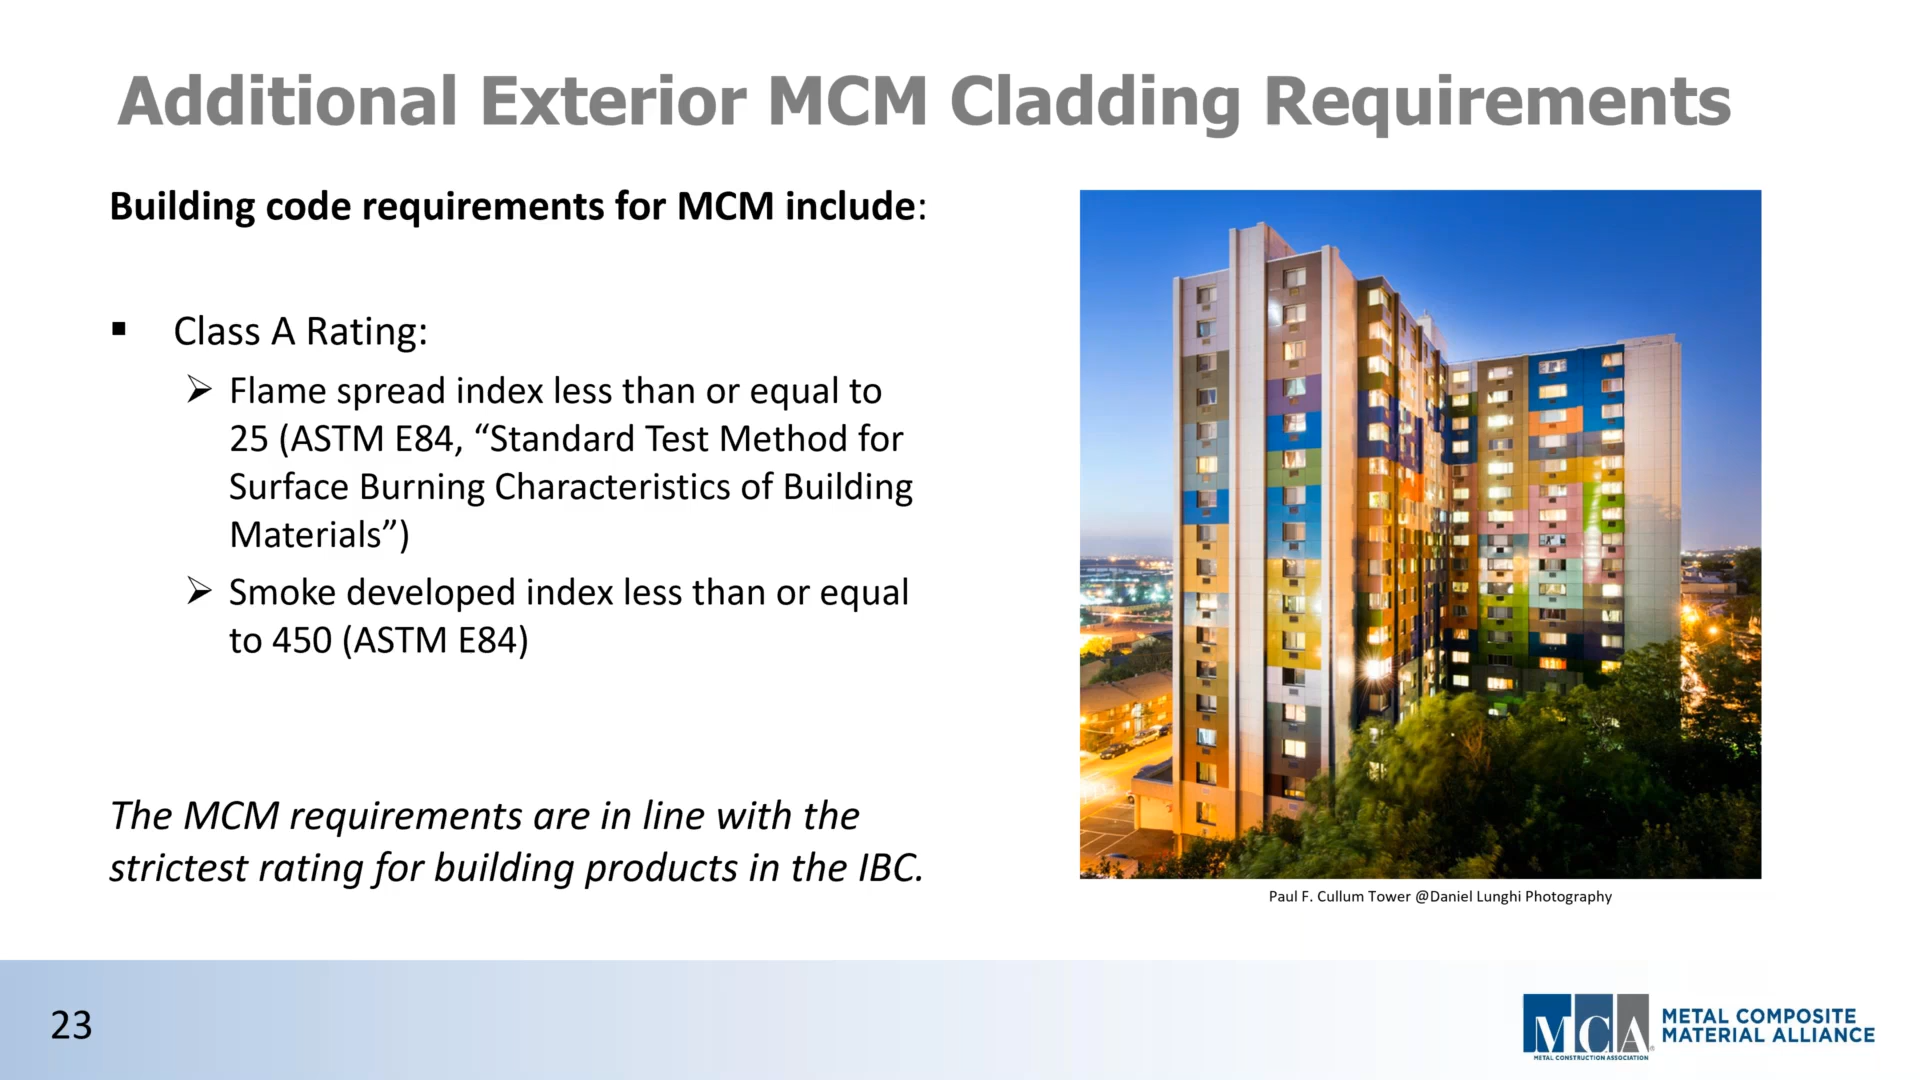 Additional Exterior MCM Cladding Requirements
Building code requirements for MCM include:
▪ Class A Rating:
➢ Flame spread index less than or equal to
25 (ASTM E84, “Standard Test Method for
Surface Burning Characteristics of Building
Materials”)
➢ Smoke developed index less than or equal
to 450 (ASTM E84)
The MCM requirements are in line with the
strictest rating for building products in the IBC.
Paul F. Cullum Tower @Daniel Lunghi Photography
23
MCA®
METAL CONSTRUCTION ASSOCIATION
METAL COMPOSITE
MATERIAL ALLIANCE